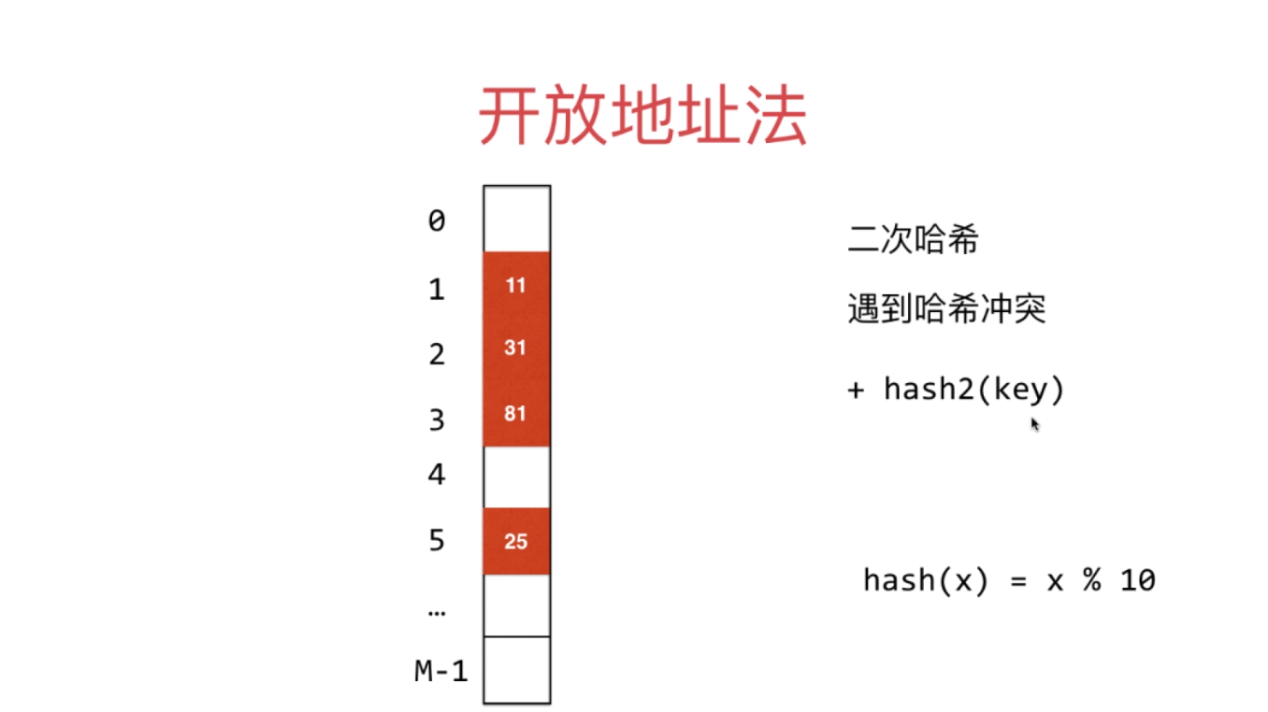 开放地址法
0
1 11
2 31
3 81
4
5 25
…
M-1
二次哈希
遇到哈希冲突
+ hash2(key)
hash(x) = x % 10